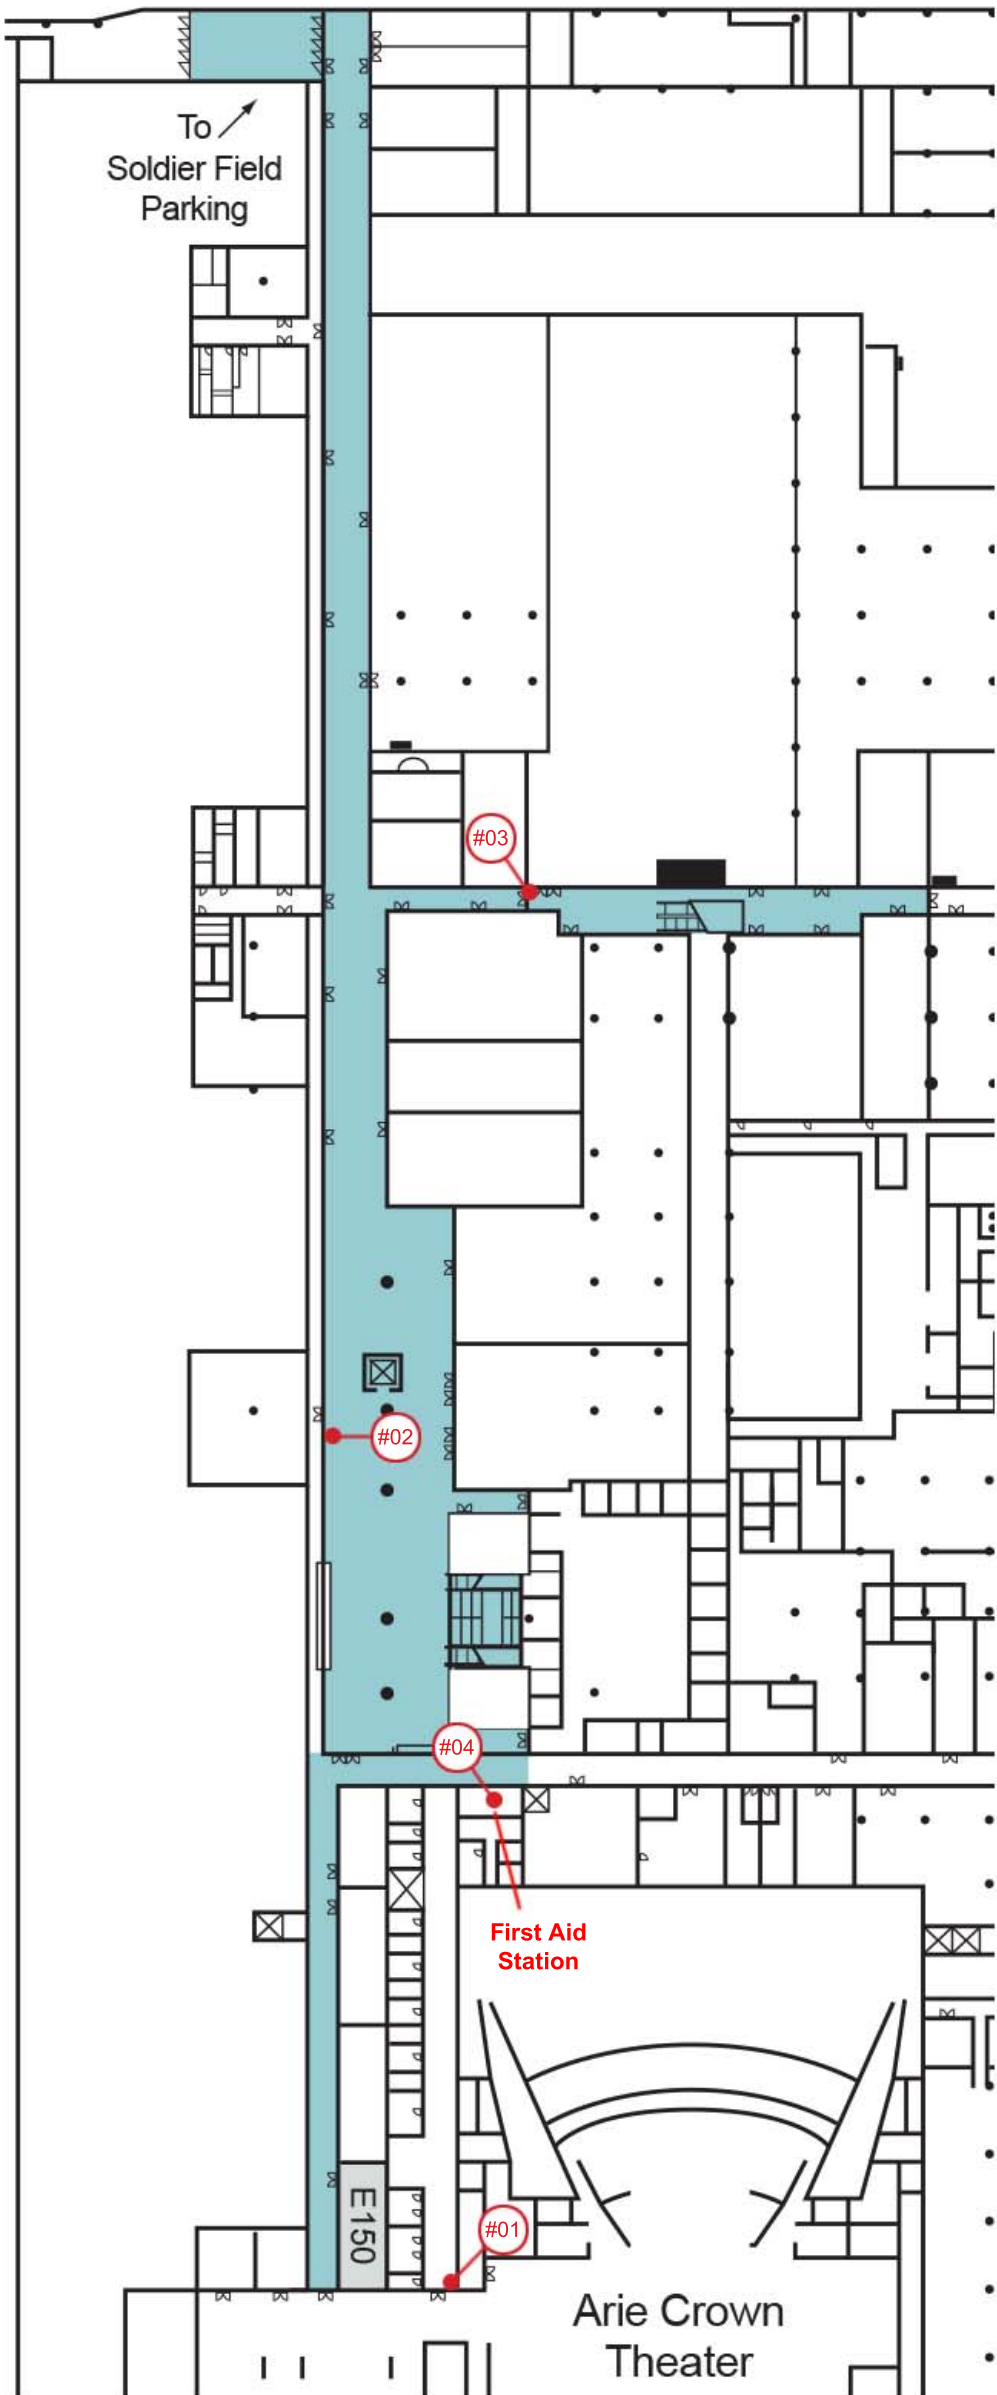 To
Soldier Field
Parking
#03
#02
#04
First Aid
Station
E150
#01
Arie Crown
Theater